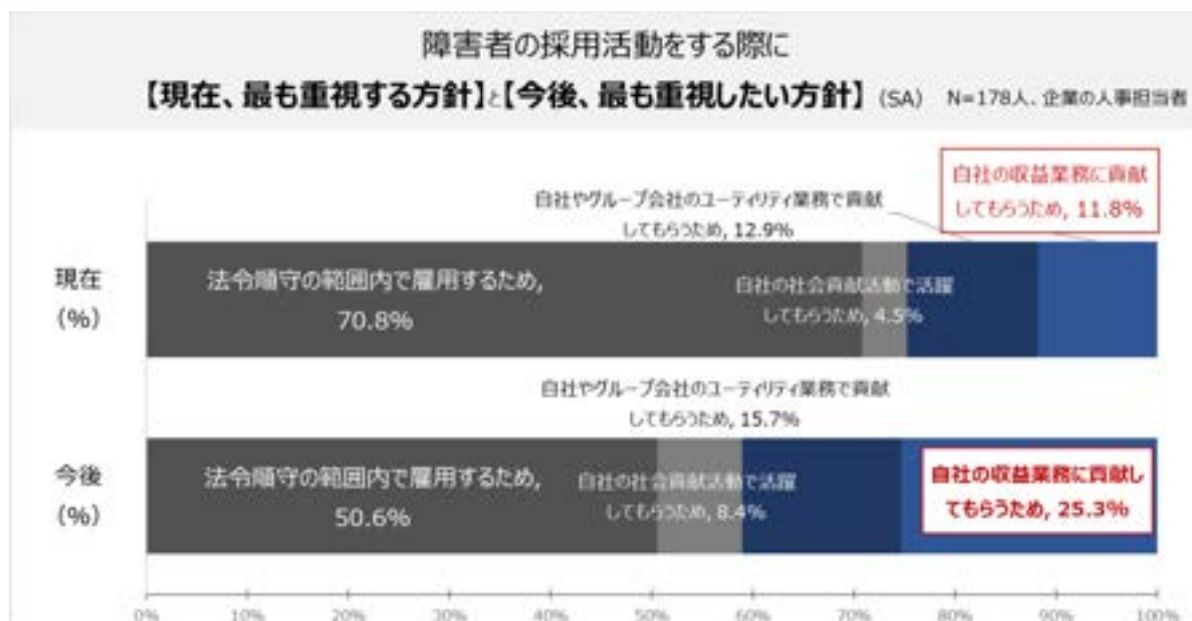 障害者の採用活動をする際に
【現在、最も重視する方針】と【今後、最も重視したい方針】（SA） N=178人、企業の人事担当者
自社の収益業務に貢献
してもらうため, 11.8%
自社やグループ会社のユーティリティ業務で貢献
してもらうため, 12.9%
現在
（%）
法令順守の範囲内で雇用するため,
70.8%
自社の社会貢献活動で活躍
してもらうため, 4.5%
自社やグループ会社のユーティリティ業務で貢献
してもらうため, 15.7%
今後
（%）
法令順守の範囲内で雇用するため,
50.6%
自社の社会貢献活動で活躍
してもらうため, 8.4%
自社の収益業務に貢献し
てもらうため, 25.3%
0% 10% 20% 30% 40% 50% 60% 70% 80% 90% 100%